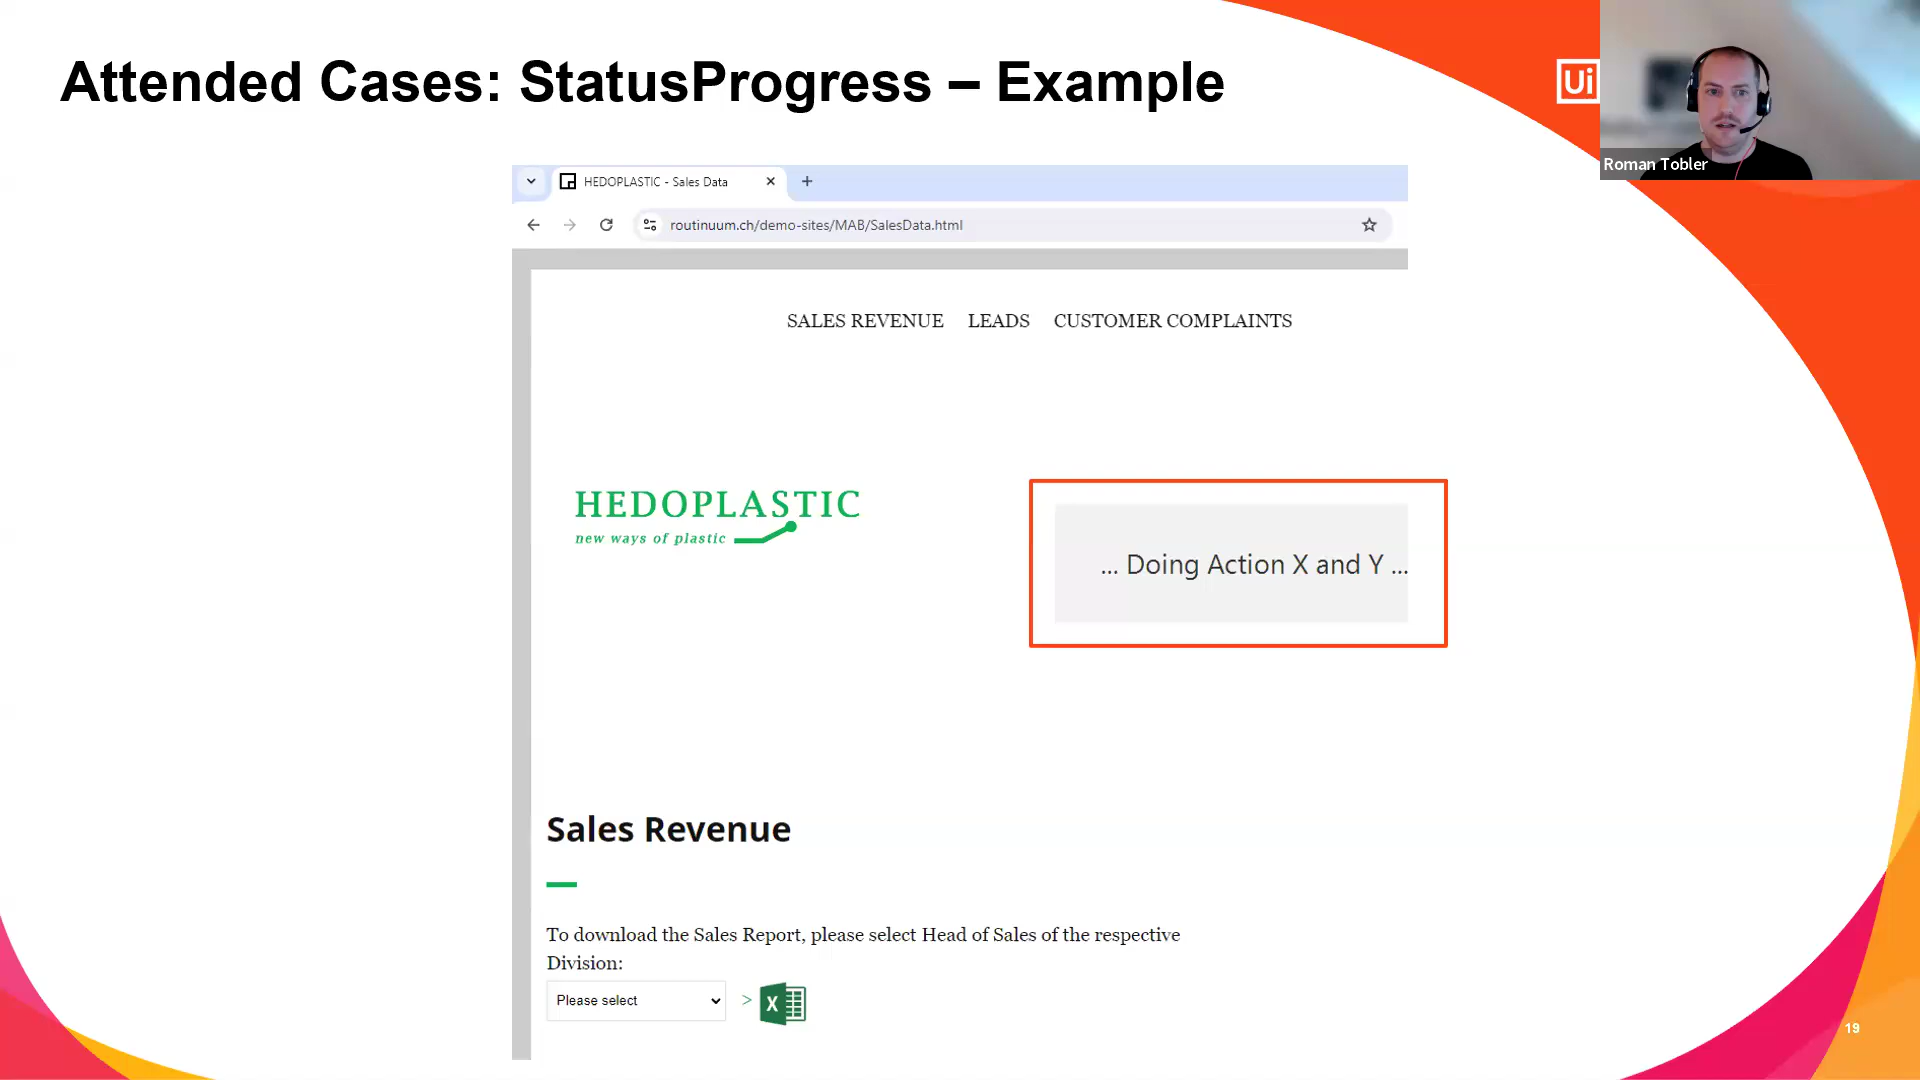 Attended Cases: StatusProgress – Example
Ui
Roman Tobler
HEDOPLASTIC - Sales Data
routinuum.ch/demo-sites/MAB/SalesData.html
SALES REVENUE LEADS CUSTOMER COMPLAINTS
HEDOPLASTIC
new ways of plastic
... Doing Action X and Y ...
Sales Revenue
To download the Sales Report, please select Head of Sales of the respective
Division:
Please select > X
19